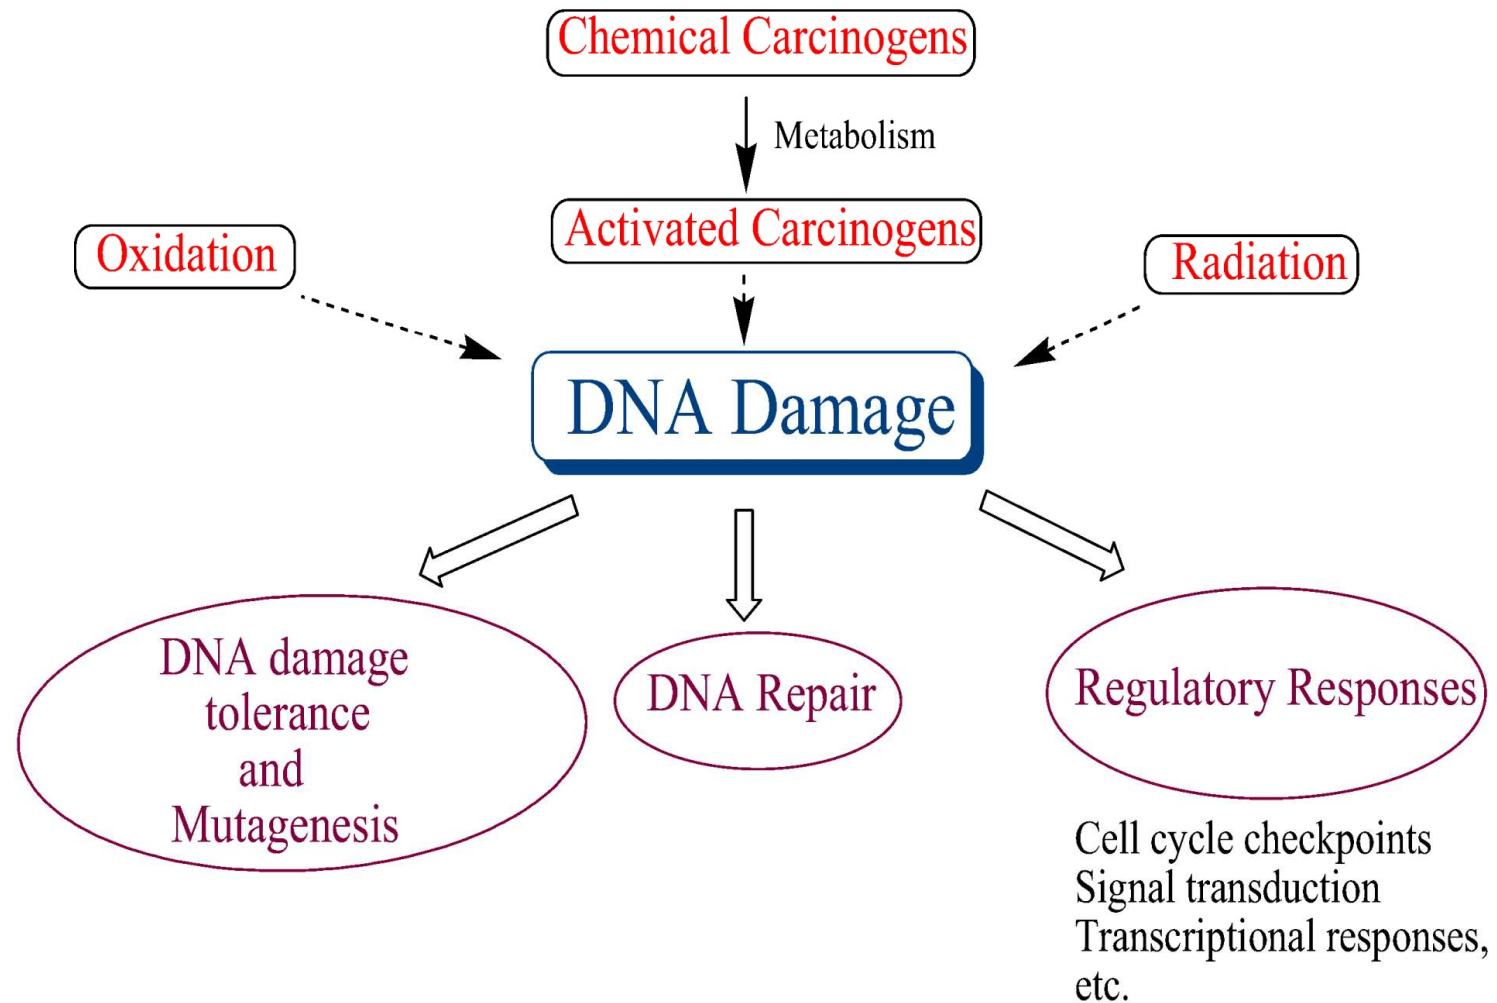 Chemical Carcinogens
Metabolism
Activated Carcinogens
Oxidation
Radiation
DNA Damage
DNA damage
tolerance
and
Mutagenesis
DNA Repair
Regulatory Responses
Cell cycle checkpoints
Signal transduction
Transcriptional responses,
etc.